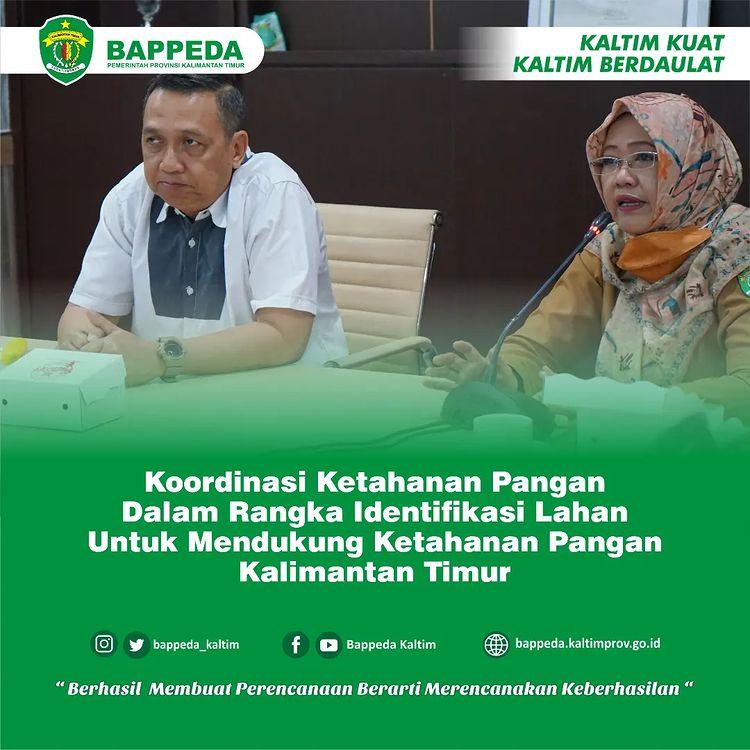 BAPPEDA
PEMERINTAH PROVINSI KALIMANTAN TIMUR
KALTIM KUAT
KALTIM BERDAULAT
Koordinasi Ketahanan Pangan
Dalam Rangka Identifikasi Lahan
Untuk Mendukung Ketahanan Pangan
Kalimantan Timur
bappeda_kaltim
Bappeda Kaltim
bappeda.kaltimprov.go.id
“ Berhasil Membuat Perencanaan Berarti Merencanakan Keberhasilan “